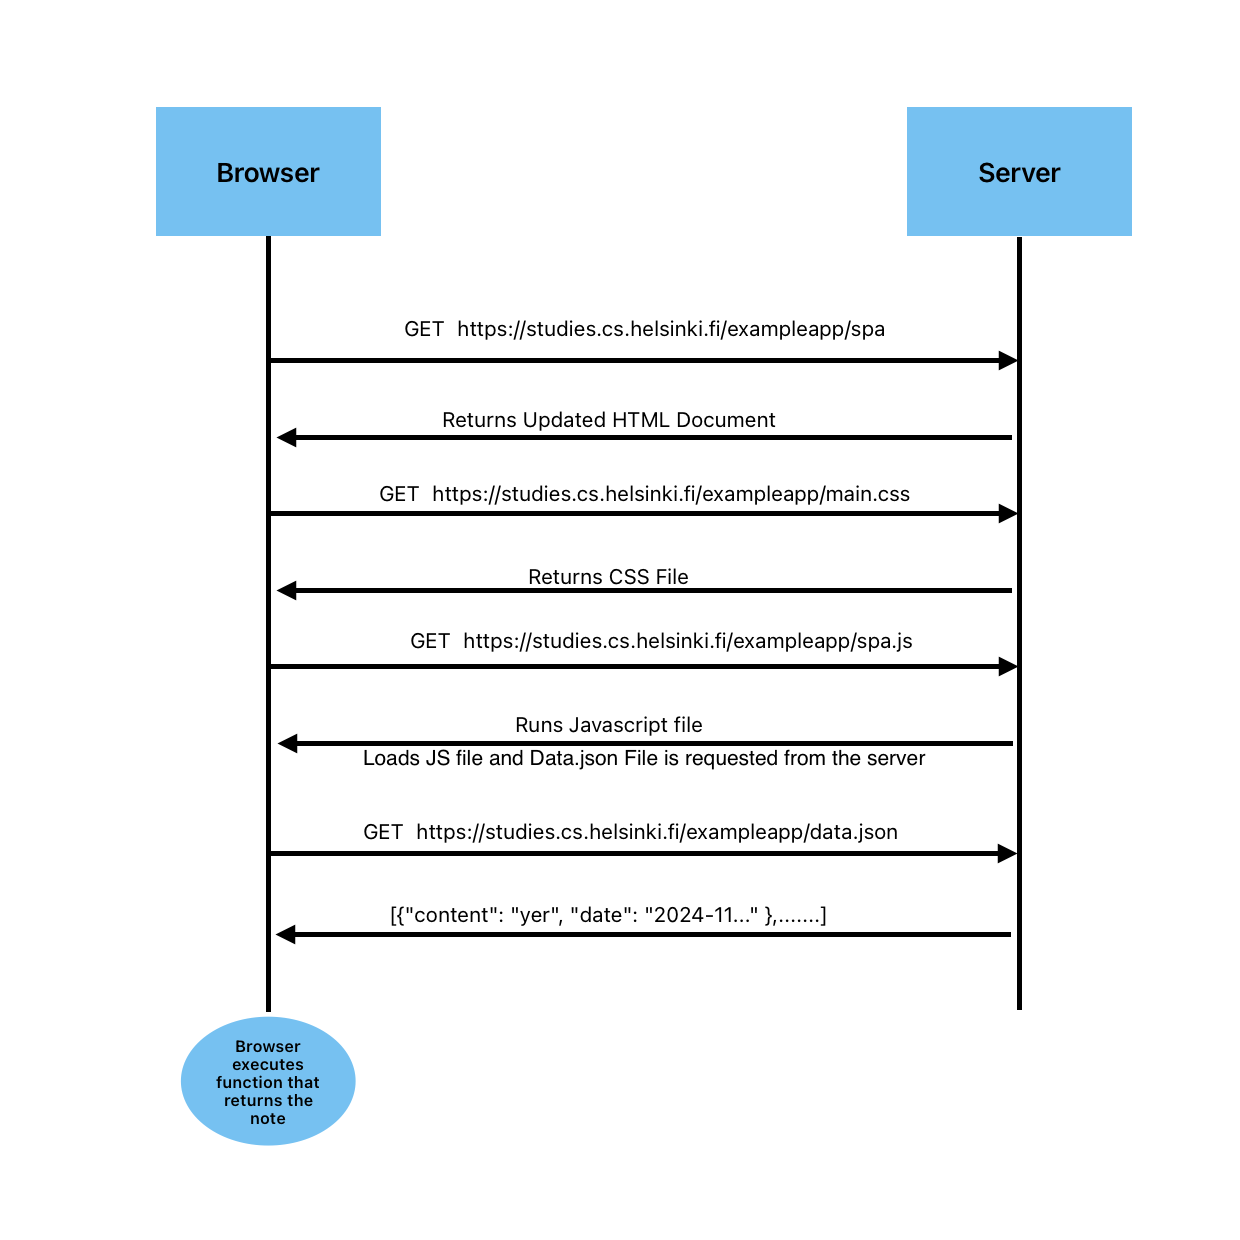 Browser
Server
GET  https://studies.cs.helsinki.fi/exampleapp/spa
Returns Updated HTML Document
GET  https://studies.cs.helsinki.fi/exampleapp/main.css
Returns CSS File
GET  https://studies.cs.helsinki.fi/exampleapp/spa.js
Runs Javascript file
Loads JS file and Data.json File is requested from the server
GET  https://studies.cs.helsinki.fi/exampleapp/data.json
[{"content": "yer", "date": "2024-11..." },.......]
Browser
executes
function that
returns the
note